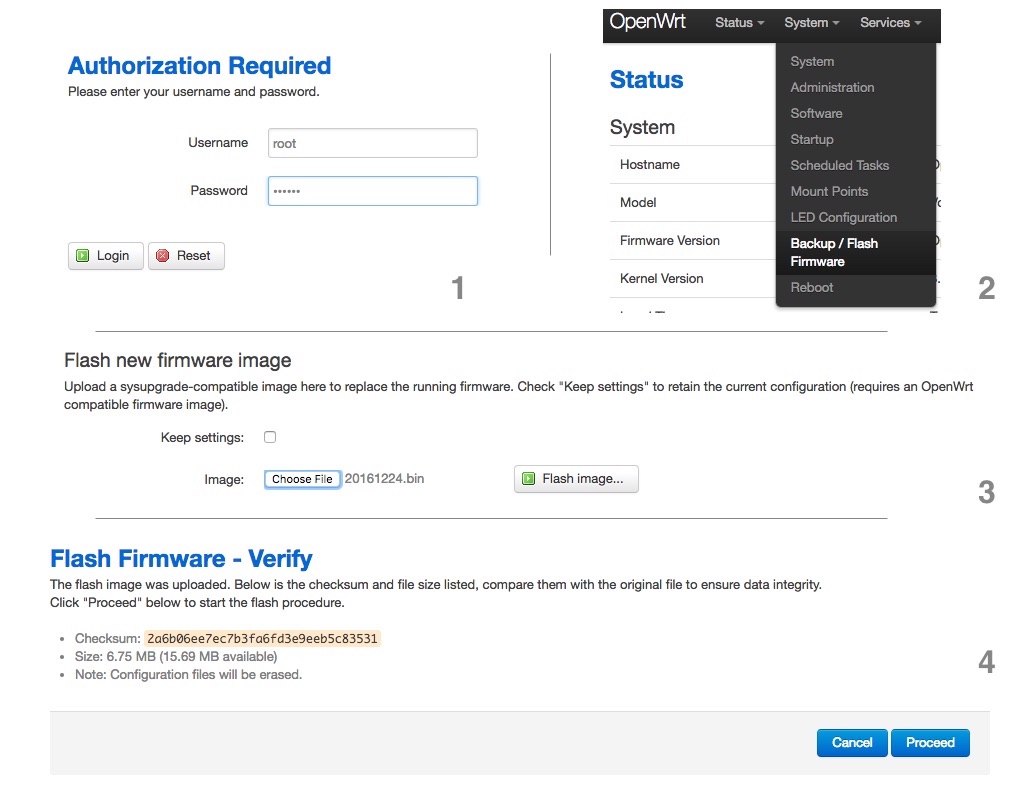 Authorization Required
Please enter your username and password.
Username
root
Password
••••••
Login
Reset
1
OpenWrt
Status
System
Services
Status
System
Hostname
Model
Firmware Version
Kernel Version
System
Administration
Software
Startup
Scheduled Tasks
Mount Points
LED Configuration
Backup / Flash
Firmware
Reboot
2
Flash new firmware image
Upload a sysupgrade-compatible image here to replace the running firmware. Check "Keep settings" to retain the current configuration (requires an OpenWrt
compatible firmware image).
Keep settings:
Image:
Choose File
20161224.bin
Flash image...
3
Flash Firmware - Verify
The flash image was uploaded. Below is the checksum and file size listed, compare them with the original file to ensure data integrity.
Click "Proceed" below to start the flash procedure.
• Checksum: 2a6b06ee7ec7b3fa6fd3e9eeb5c83531
• Size: 6.75 MB (15.69 MB available)
• Note: Configuration files will be erased.
4
Cancel
Proceed